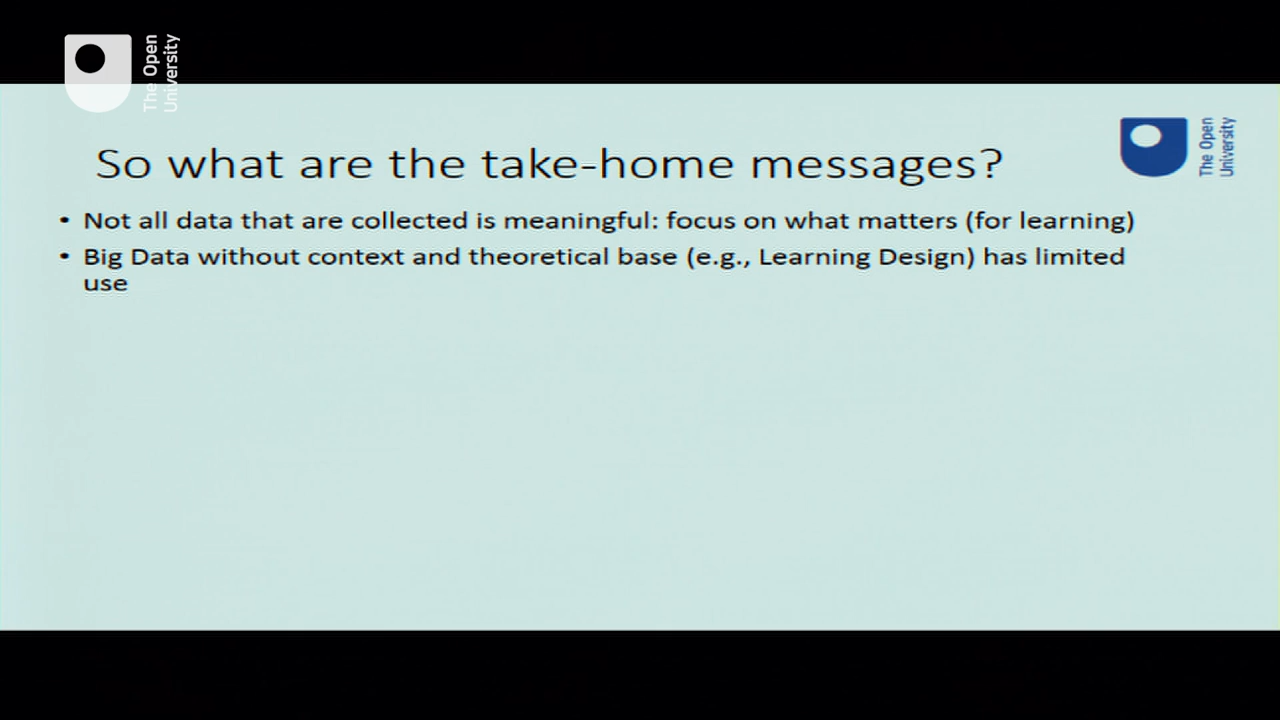 The Open
University
The Open
University
So what are the take-home messages?
• Not all data that are collected is meaningful: focus on what matters (for learning)
• Big Data without context and theoretical base (e.g., Learning Design) has limited
use